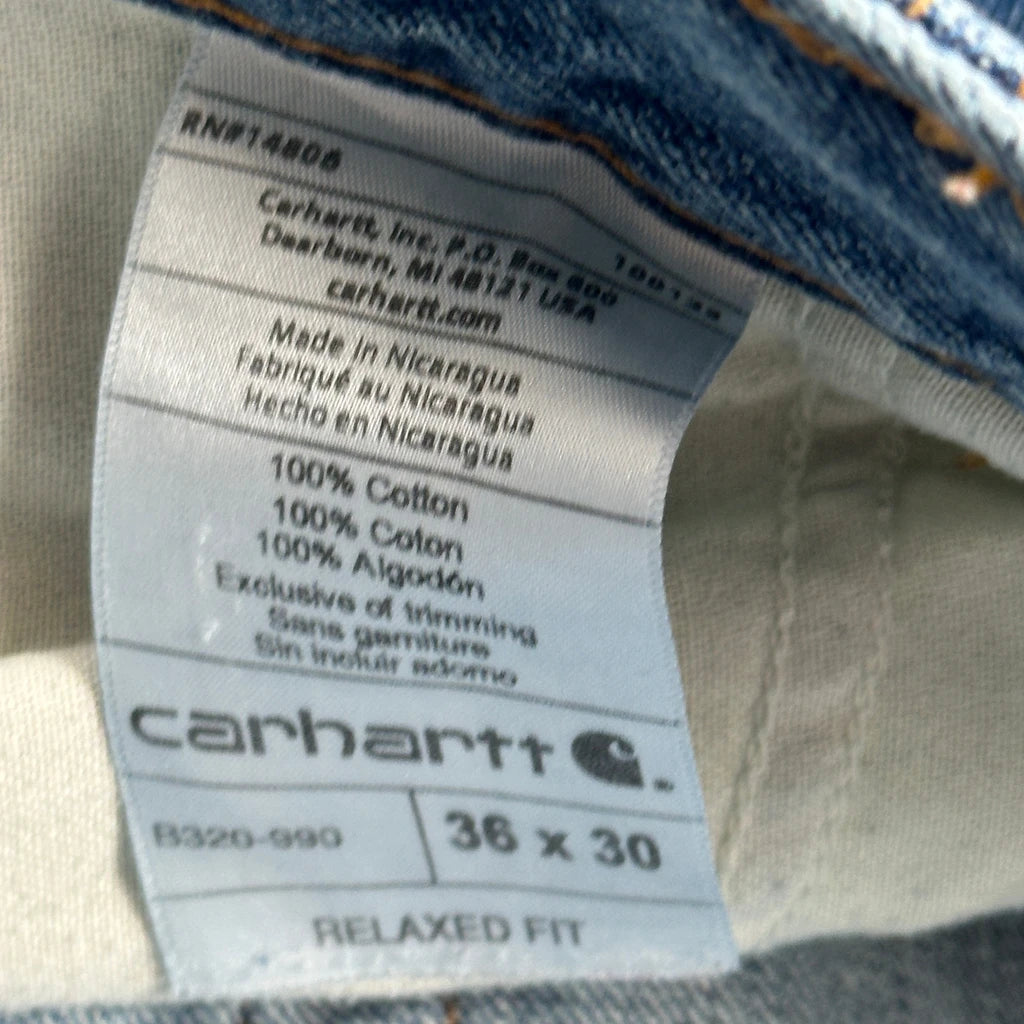 RN#14806
Carhartt, Inc. P.O. Box 600
Dearborn, MI 48121 USA
carhartt.com
Made in Nicaragua
Fabriqué au Nicaragua
Hecho en Nicaragua
100% Cotton
100% Coton
100% Algodón
Exclusive of trimming
Sans garniture
Sin incluir adorno
carhartt
B320-990
36 x 30
RELAXED FIT